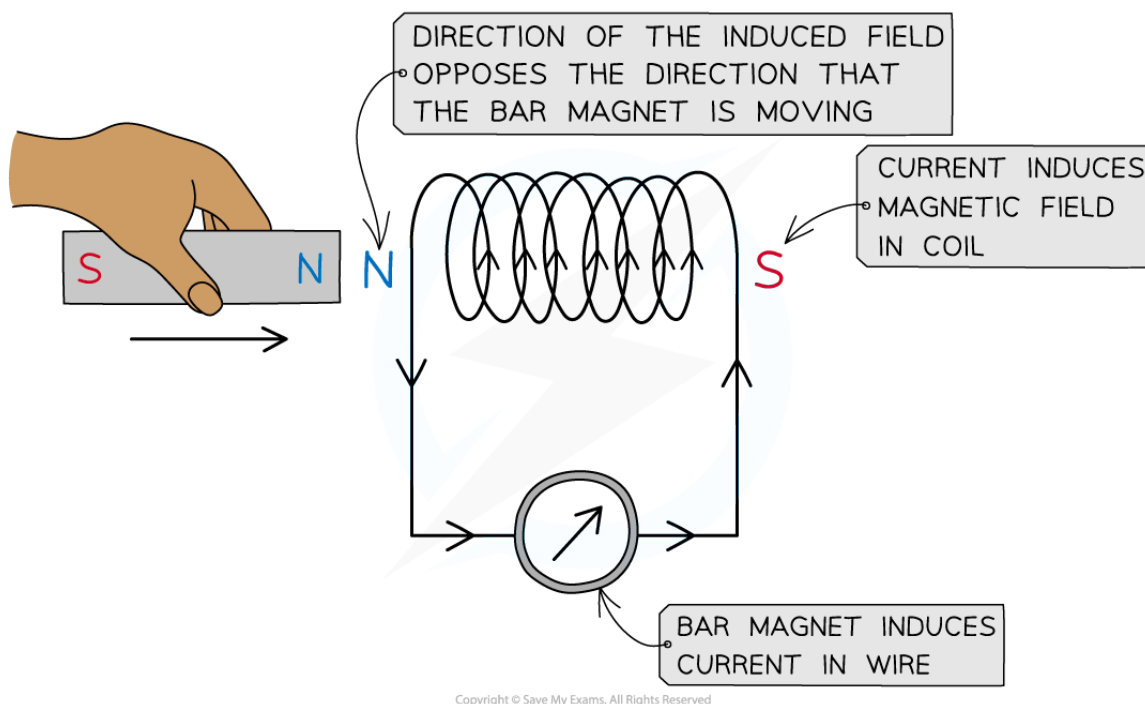 DIRECTION OF THE INDUCED FIELD
OPPOSES THE DIRECTION THAT
THE BAR MAGNET IS MOVING
CURRENT INDUCES
MAGNETIC FIELD
IN COIL
S N N S
BAR MAGNET INDUCES
CURRENT IN WIRE
Copyright © Save My Exams. All Rights Reserved